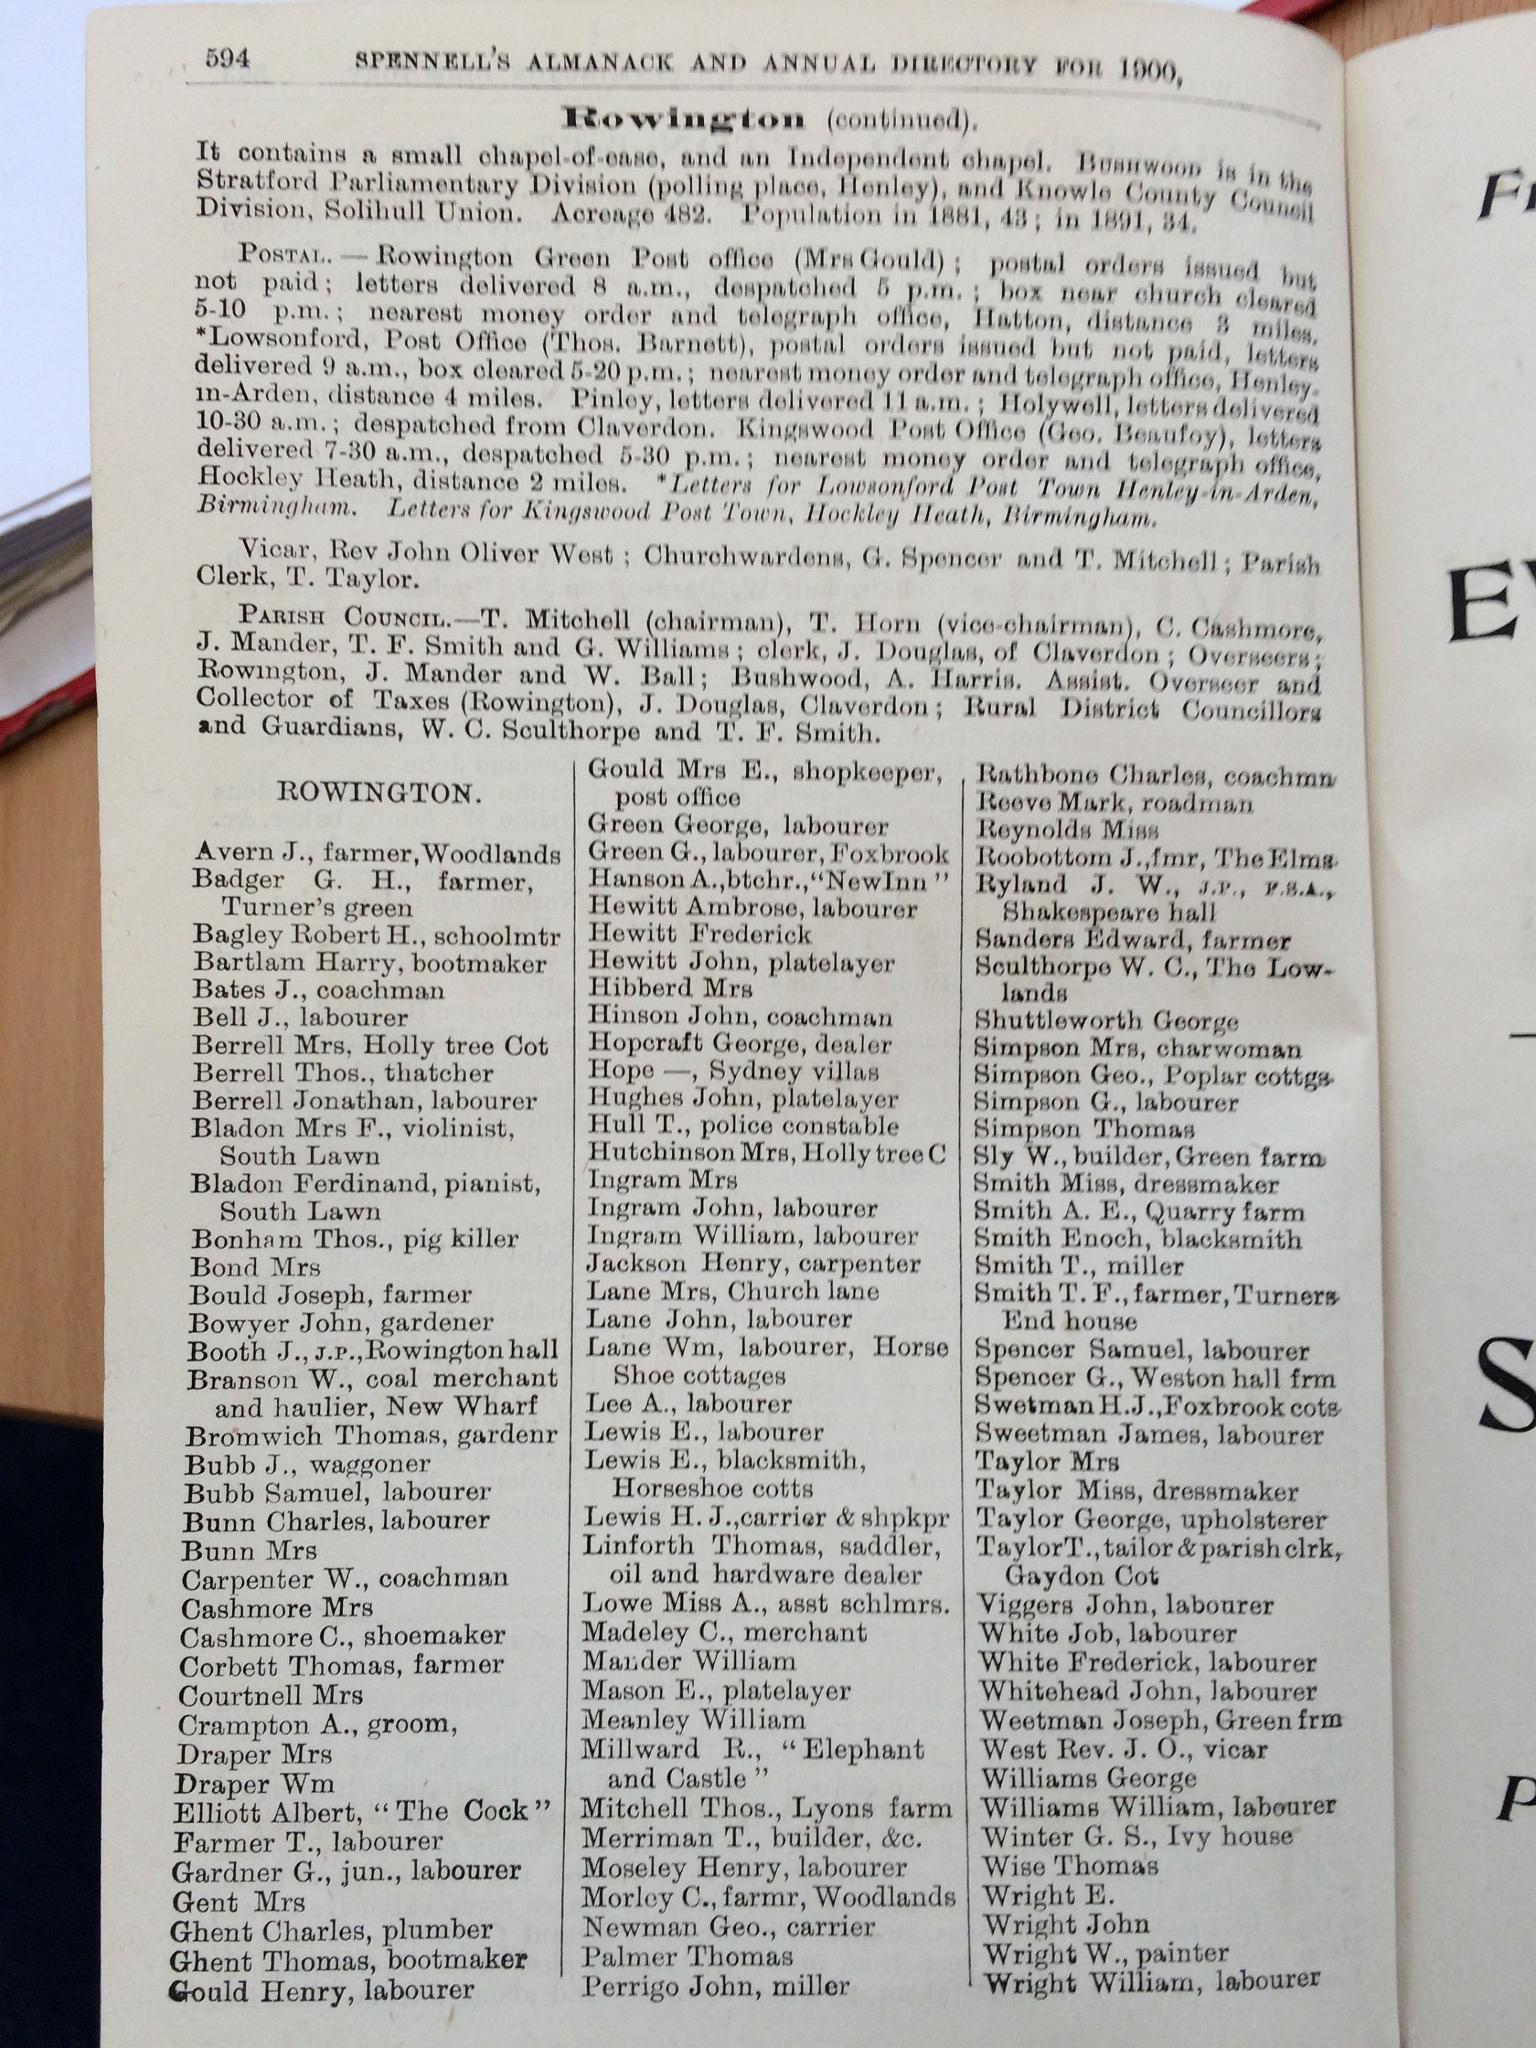 594 SPENNELL'S ALMANACK AND ANNUAL DIRECTORY FOR 1900,
Rowington (continued).
It contains a small chapel-of-ease, and an Independent chapel. BUSHWOOD is in the
Stratford Parliamentary Division (polling place, Henley), and Knowle County Council
Division, Solihull Union. Acreage 482. Population in 1881, 43; in 1891, 34.
POSTAL.—Rowington Green Post office (Mrs Gould); postal orders issued but
not paid; letters delivered 8 a.m., despatched 5 p.m.; box near church cleared
5-10 p.m.; nearest money order and telegraph office, Hatton, distance 3 miles.
*Lowsonford, Post Office (Thos. Barnett), postal orders issued but not paid, letters
delivered 9 a.m., box cleared 5-20 p.m.; nearest money order and telegraph office, Henley-
in-Arden, distance 4 miles. Pinley, letters delivered 11 a.m.; Holywell, letters delivered
10-30 a.m.; despatched from Claverdon. Kingswood Post Office (Geo. Beaufoy), letters
delivered 7-30 a.m., despatched 5-30 p.m.; nearest money order and telegraph office,
Hockley Heath, distance 2 miles. *Letters for Lowsonford Post Town Henley-in-Arden,
Birmingham. Letters for Kingswood Post Town, Hockley Heath, Birmingham.
Vicar, Rev John Oliver West; Churchwardens, G. Spencer and T. Mitchell; Parish
Clerk, T. Taylor.
PARISH COUNCIL.—T. Mitchell (chairman), T. Horn (vice-chairman), C. Cashmore,
J. Mander, T. F. Smith and G. Williams; clerk, J. Douglas, of Claverdon; Overseers;
Rowington, J. Mander and W. Ball; Bushwood, A. Harris. Assist. Overseer and
Collector of Taxes (Rowington), J. Douglas, Claverdon; Rural District Councillors
and Guardians, W. C. Sculthorpe and T. F. Smith.
ROWINGTON.
Avern J., farmer, Woodlands
Badger G. H., farmer,
Turner's green
Bagley Robert H., schoolmtr
Bartlam Harry, bootmaker
Bates J., coachman
Bell J., labourer
Berrell Mrs, Holly tree Cot
Berrell Thos., thatcher
Berrell Jonathan, labourer
Bladon Mrs F., violinist,
South Lawn
Bladon Ferdinand, pianist,
South Lawn
Bonham Thos., pig killer
Bond Mrs
Bould Joseph, farmer
Bowyer John, gardener
Booth J., J.P., Rowington hall
Branson W., coal merchant
and haulier, New Wharf
Bromwich Thomas, gardenr
Bubb J., waggoner
Bubb Samuel, labourer
Bunn Charles, labourer
Bunn Mrs
Carpenter W., coachman
Cashmore Mrs
Cashmore C., shoemaker
Corbett Thomas, farmer
Courtnell Mrs
Crampton A., groom,
Draper Mrs
Draper Wm
Elliott Albert, "The Cock"
Farmer T., labourer
Gardner G., jun., labourer
Gent Mrs
Ghent Charles, plumber
Ghent Thomas, bootmaker
Gould Henry, labourer
Gould Mrs E., shopkeeper,
post office
Green George, labourer
Green G., labourer, Foxbrook
Hanson A., btchr., "New Inn"
Hewitt Ambrose, labourer
Hewitt Frederick
Hewitt John, platelayer
Hibberd Mrs
Hinson John, coachman
Hopcraft George, dealer
Hope —, Sydney villas
Hughes John, platelayer
Hull T., police constable
Hutchinson Mrs, Holly tree C
Ingram Mrs
Ingram John, labourer
Ingram William, labourer
Jackson Henry, carpenter
Lane Mrs, Church lane
Lane John, labourer
Lane Wm, labourer, Horse
Shoe cottages
Lee A., labourer
Lewis E., labourer
Lewis E., blacksmith,
Horseshoe cotts
Lewis H. J., carrier & shpkpr
Linforth Thomas, saddler,
oil and hardware dealer
Lowe Miss A., asst schlmrs.
Madeley C., merchant
Mander William
Mason E., platelayer
Meanley William
Millward R., "Elephant
and Castle"
Mitchell Thos., Lyons farm
Merriman T., builder, &c.
Moseley Henry, labourer
Morley C., farmr, Woodlands
Newman Geo., carrier
Palmer Thomas
Perrigo John, miller
Rathbone Charles, coachmn
Reeve Mark, roadman
Reynolds Miss
Roobottom J., fmr, The Elms
Ryland J. W., J.P., F.S.A.,
Shakespeare hall
Sanders Edward, farmer
Sculthorpe W. C., The Low-
lands
Shuttleworth George
Simpson Mrs, charwoman
Simpson Geo., Poplar cottgs
Simpson G., labourer
Simpson Thomas
Sly W., builder, Green farm
Smith Miss, dressmaker
Smith A. E., Quarry farm
Smith Enoch, blacksmith
Smith T., miller
Smith T. F., farmer, Turners
End house
Spencer Samuel, labourer
Spencer G., Weston hall frm
Swetman H.J., Foxbrook cots
Sweetman James, labourer
Taylor Mrs
Taylor Miss, dressmaker
Taylor George, upholsterer
Taylor T., tailor & parish clrk,
Gaydon Cot
Viggers John, labourer
White Job, labourer
White Frederick, labourer
Whitehead John, labourer
Weetman Joseph, Green frm
West Rev. J. O., vicar
Williams George
Williams William, labourer
Winter G. S., Ivy house
Wise Thomas
Wright E.
Wright John
Wright W., painter
Wright William, labourer